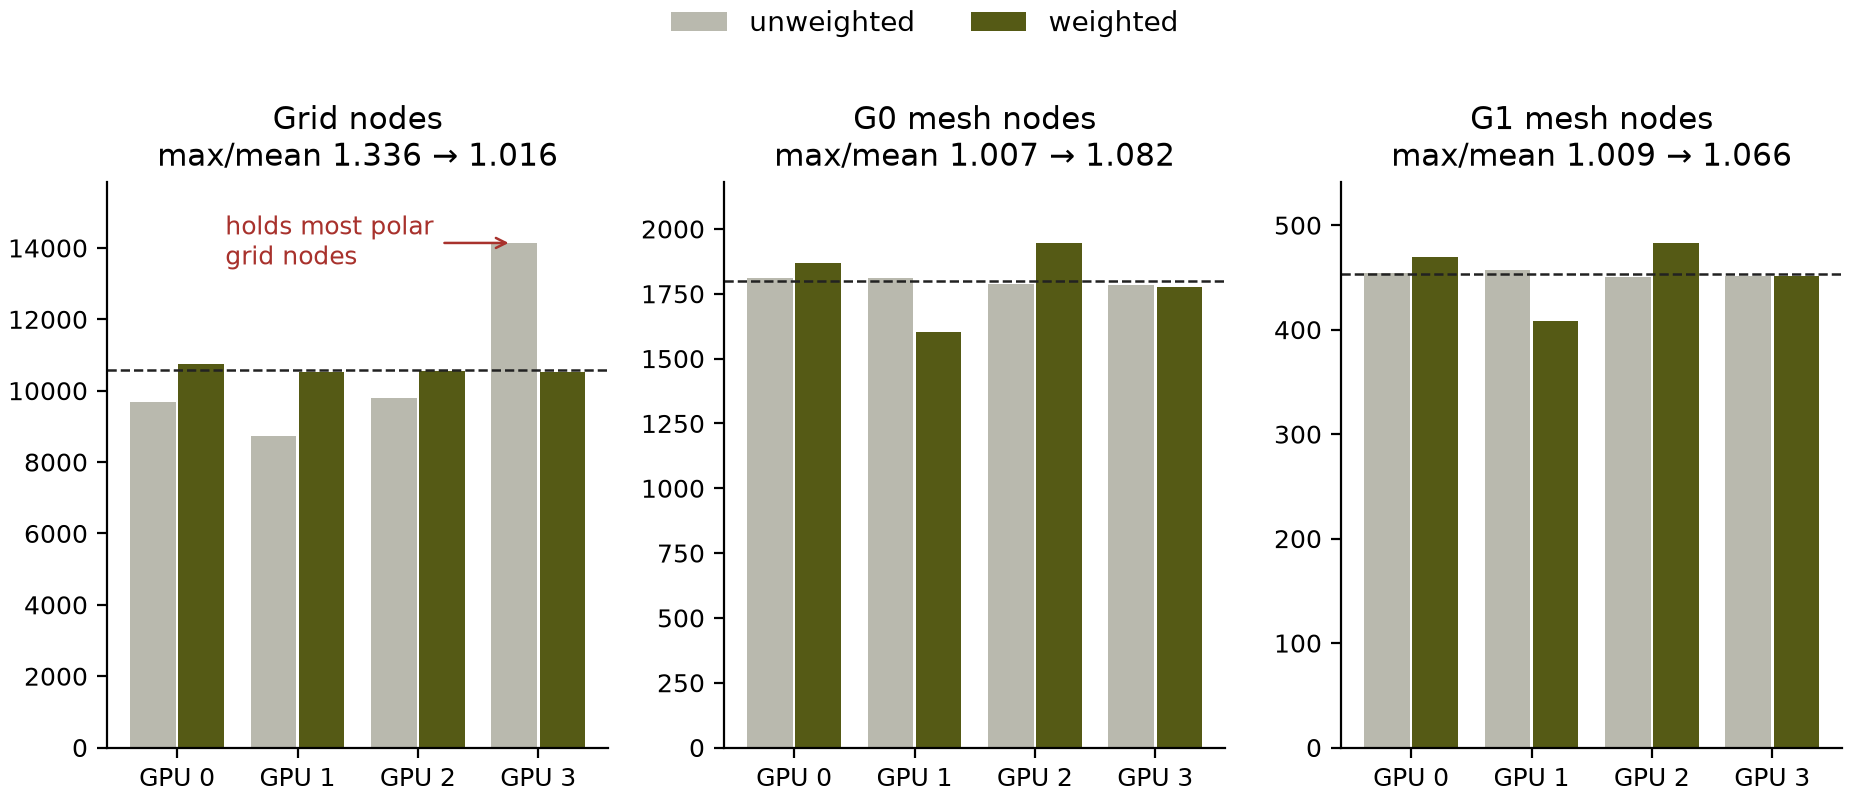 unweighted weighted
Grid nodes
max/mean 1.336 → 1.016
holds most polar
grid nodes
14000
12000
10000
8000
6000
4000
2000
0
GPU 0 GPU 1 GPU 2 GPU 3
G0 mesh nodes
max/mean 1.007 → 1.082
2000
1750
1500
1250
1000
750
500
250
0
GPU 0 GPU 1 GPU 2 GPU 3
G1 mesh nodes
max/mean 1.009 → 1.066
500
400
300
200
100
0
GPU 0 GPU 1 GPU 2 GPU 3